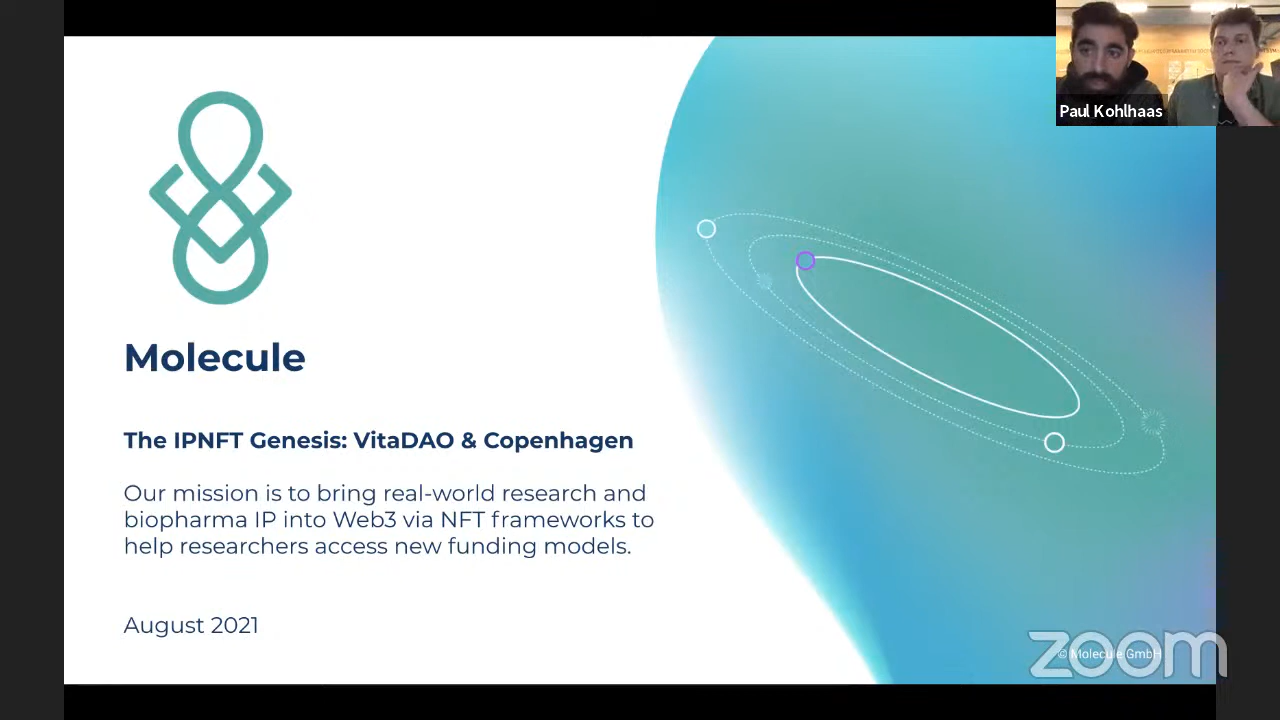 Paul Kohlhaas
Molecule
The IPNFT Genesis: VitaDAO & Copenhagen
Our mission is to bring real-world research and
biopharma IP into Web3 via NFT frameworks to
help researchers access new funding models.
August 2021
© Molecule GmbH
zoom